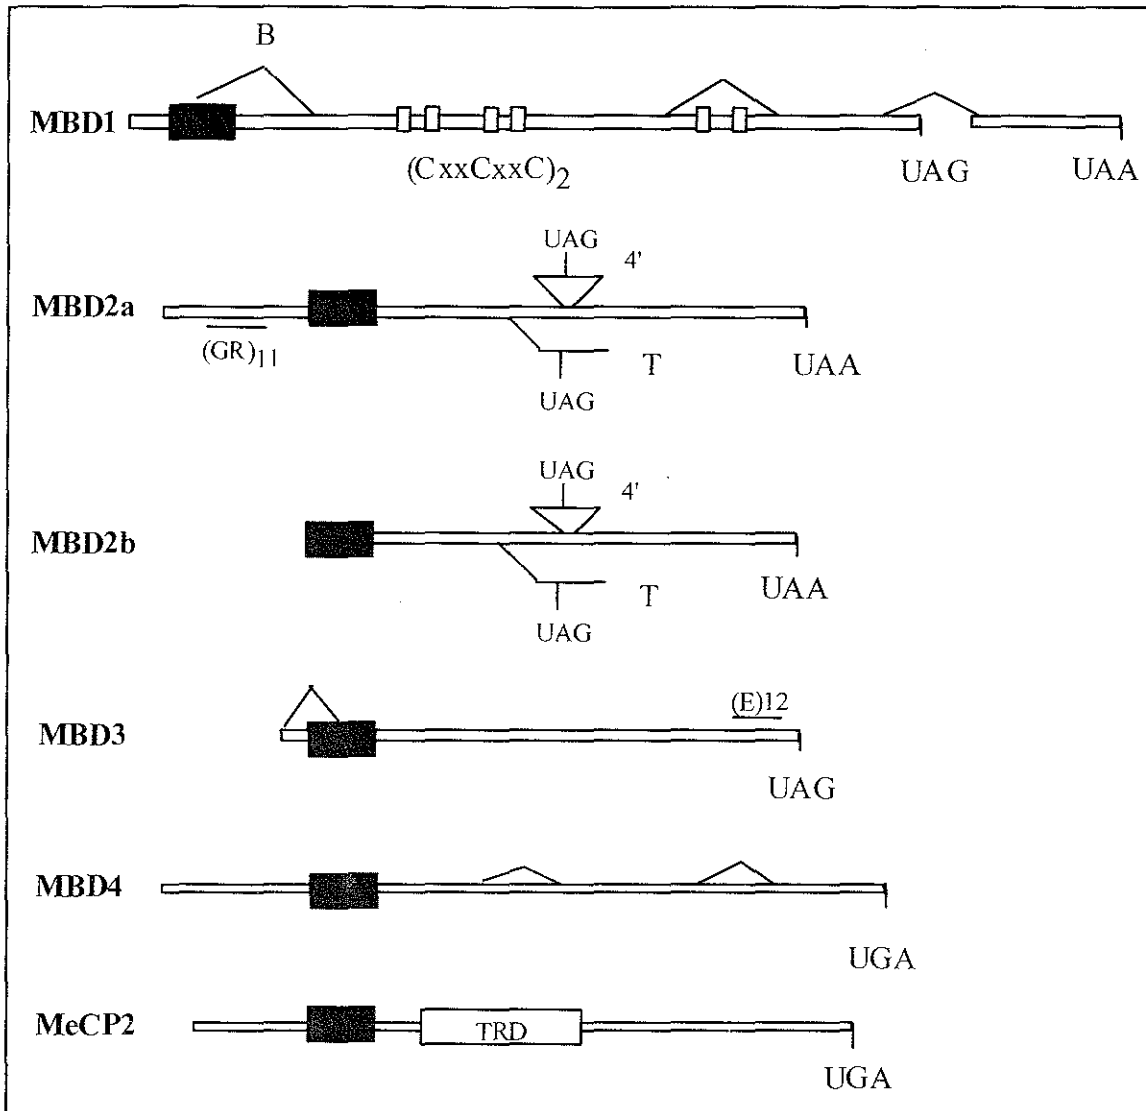 B
MBD1
(CxxCxxC)2
UAG
UAA
UAG
4'
MBD2a
(GR)11
T
UAA
UAG
UAG
4'
MBD2b
T
UAA
UAG
(E)12
MBD3
UAG
MBD4
UGA
MeCP2
TRD
UGA